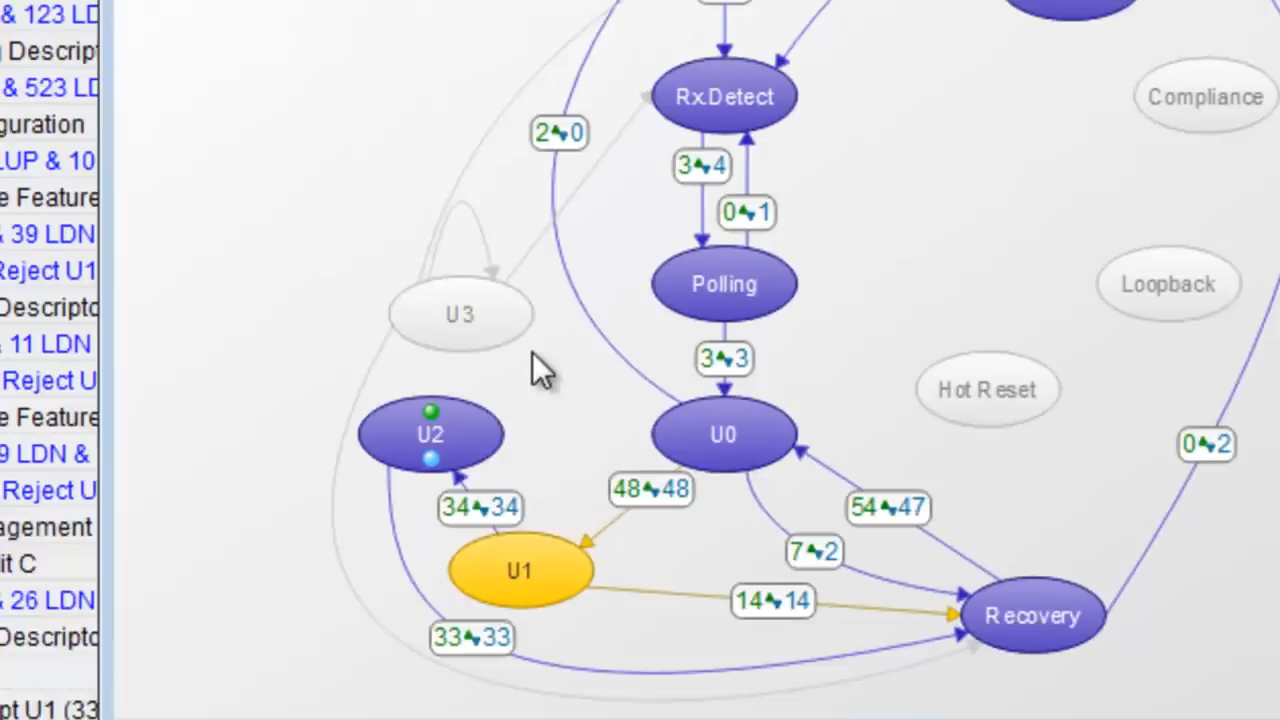 & 123 LD
Descrip
& 523 LD
guration
LUP & 10
e Feature
& 39 LDN
Reject U1
Descripto
11 LDN
Reject U
e Feature
9 LDN &
Reject U
agement
it C
& 26 LDN
Descripto
pt U1 (33
Rx.Detect
Compliance
2 0
3 4
0 1
Polling
Loopback
U3
3 3
Hot Reset
U2
U0
0 2
48 48
34 34
54 47
7 2
U1
14 14
Recovery
33 33